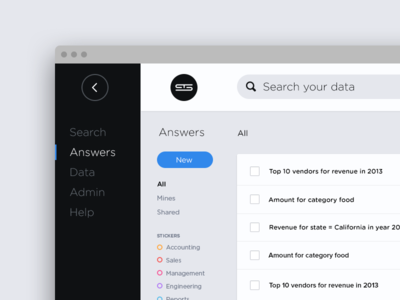 Search your data
Search
Answers
Data
Admin
Help
Answers
New
All
Mines
Shared
STICKERS
Accounting
Sales
Management
Engineering
Reports
All
Top 10 vendors for revenue in 2013
Amount for category food
Revenue for state = California in year 20
Amount for category food
Top 10 vendors for revenue in 2013